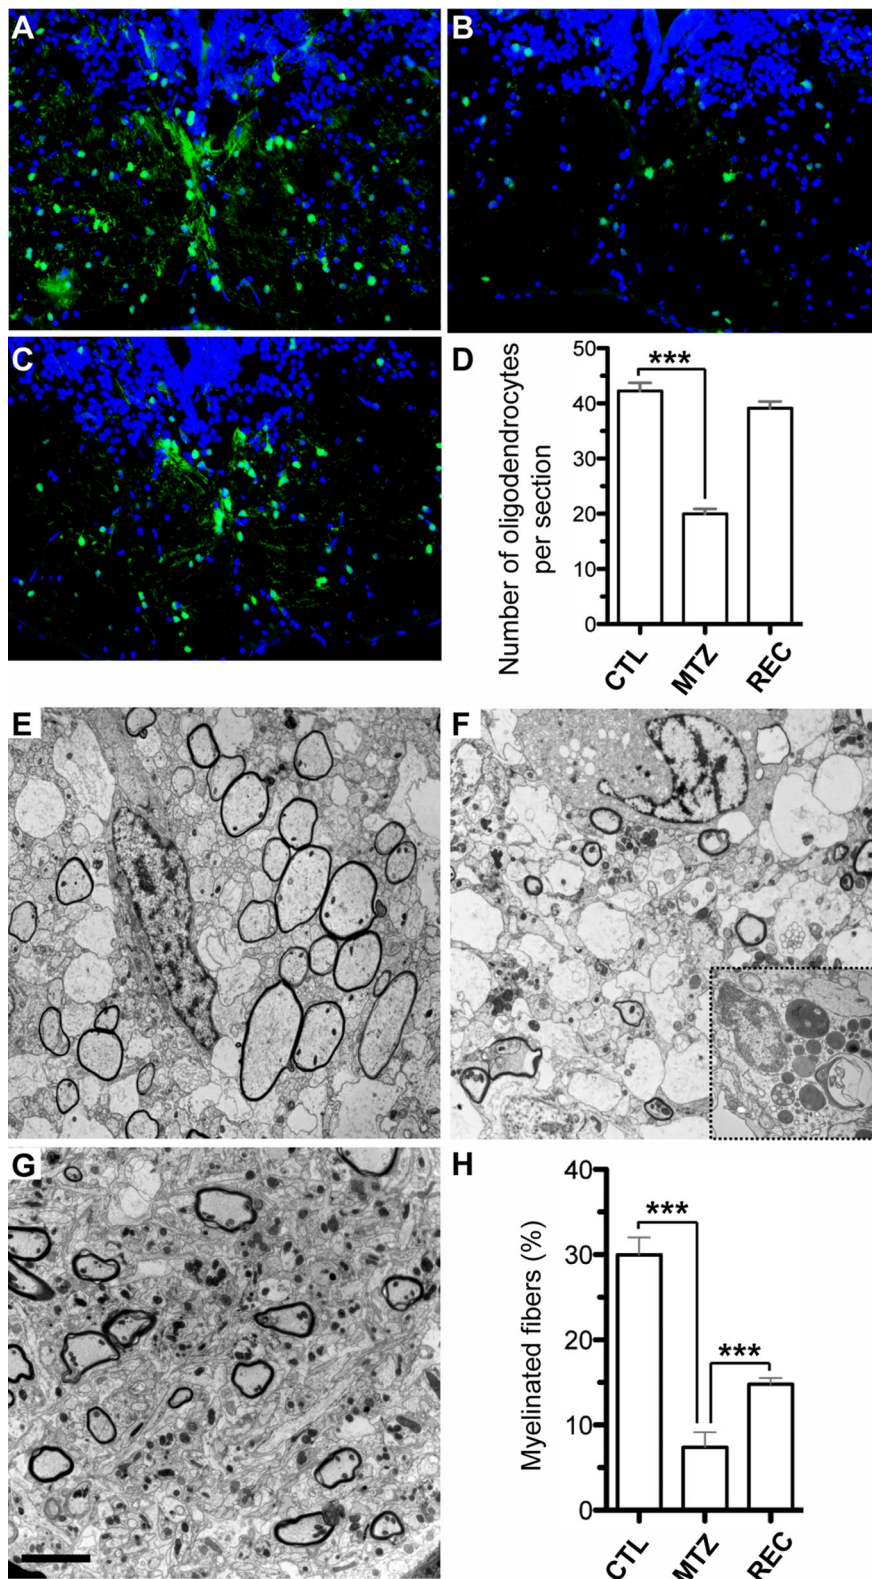 A
B
C
D
Number of oligodendrocytes
per section
50
40
30
20
10
0
***
CTL
MTZ
REC
E
F
G
H
Myelinated fibers (%)
40
30
20
10
0
***
***
CTL
MTZ
REC